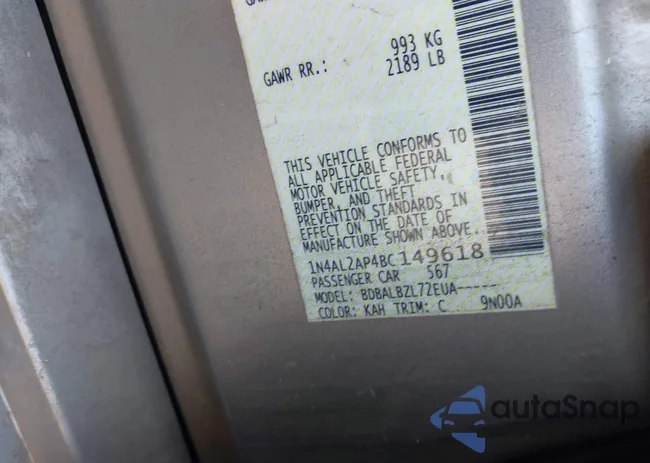 993 KG
GAWR RR.: 2189 LB
THIS VEHICLE CONFORMS TO
ALL APPLICABLE FEDERAL
MOTOR VEHICLE SAFETY,
BUMPER, AND THEFT
PREVENTION STANDARDS IN
EFFECT ON THE DATE OF
MANUFACTURE SHOWN ABOVE.
1N4AL2AP4BC149618
PASSENGER CAR 567
MODEL: BDBALBZL72EUA-----
COLOR: KAH TRIM: C 9N00A
autoSnap